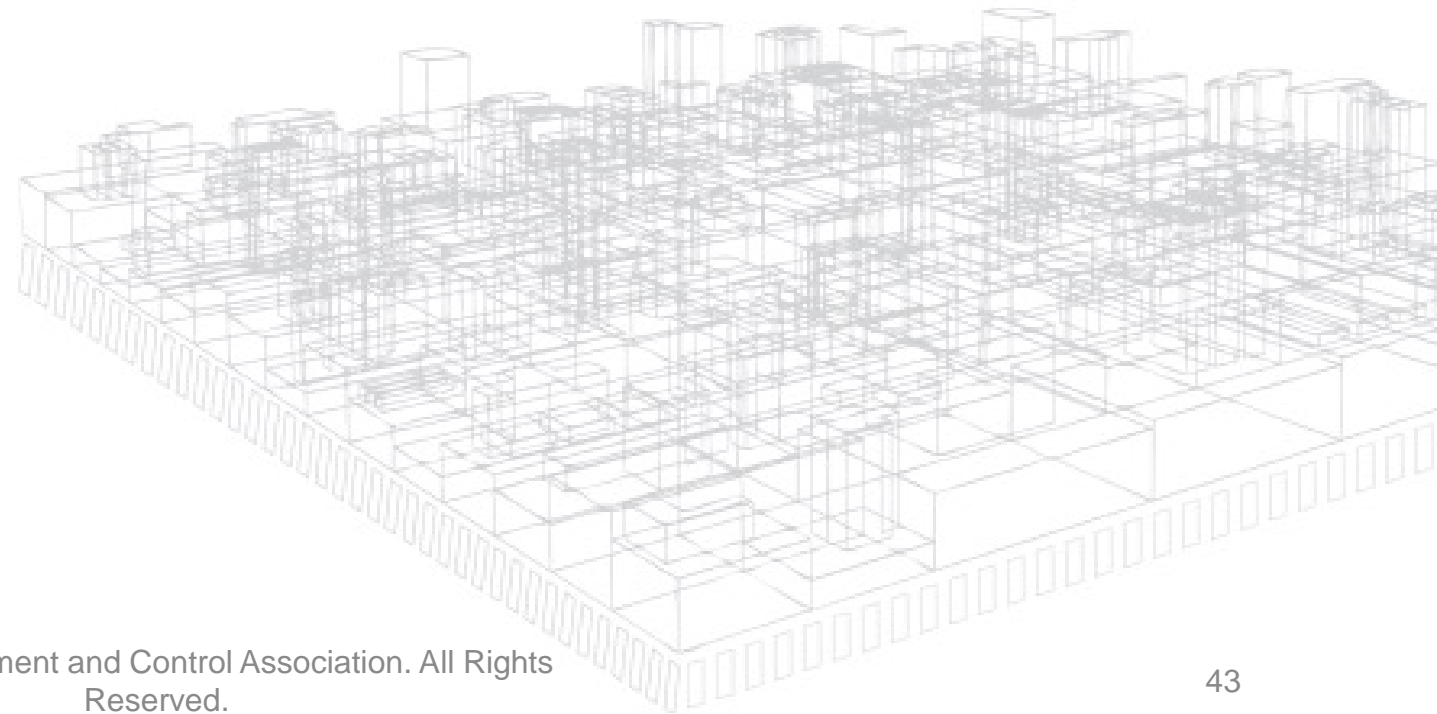 ment and Control Association. All Rights
Reserved.
43